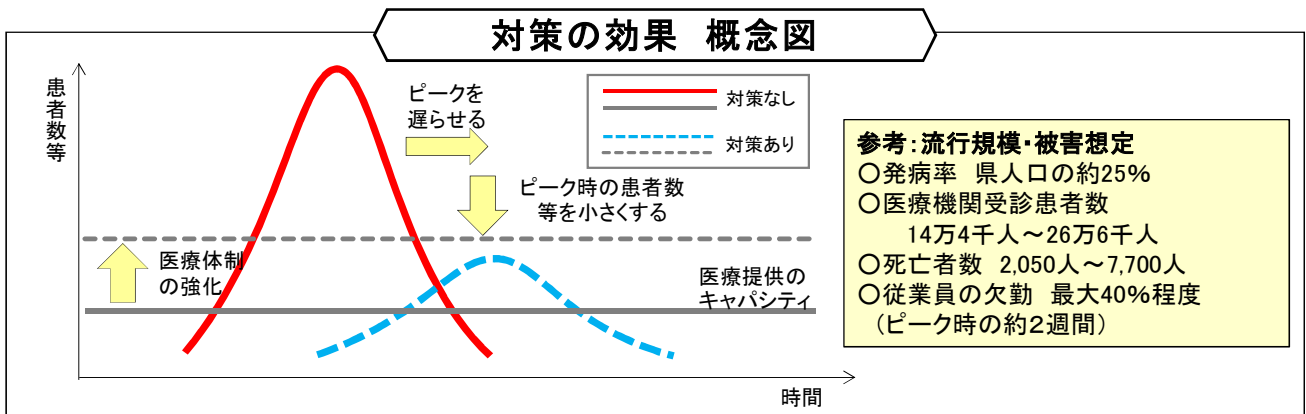 対策の効果 概念図
患者数等
ピークを
遅らせる
対策なし
対策あり
ピーク時の患者数
等を小さくする
医療体制
の強化
医療提供の
キャパシティ
時間
参考:流行規模・被害想定
○発病率 県人口の約25%
○医療機関受診患者数
14万4千人~26万6千人
○死亡者数 2,050人~7,700人
○従業員の欠勤 最大40%程度
(ピーク時の約2週間)